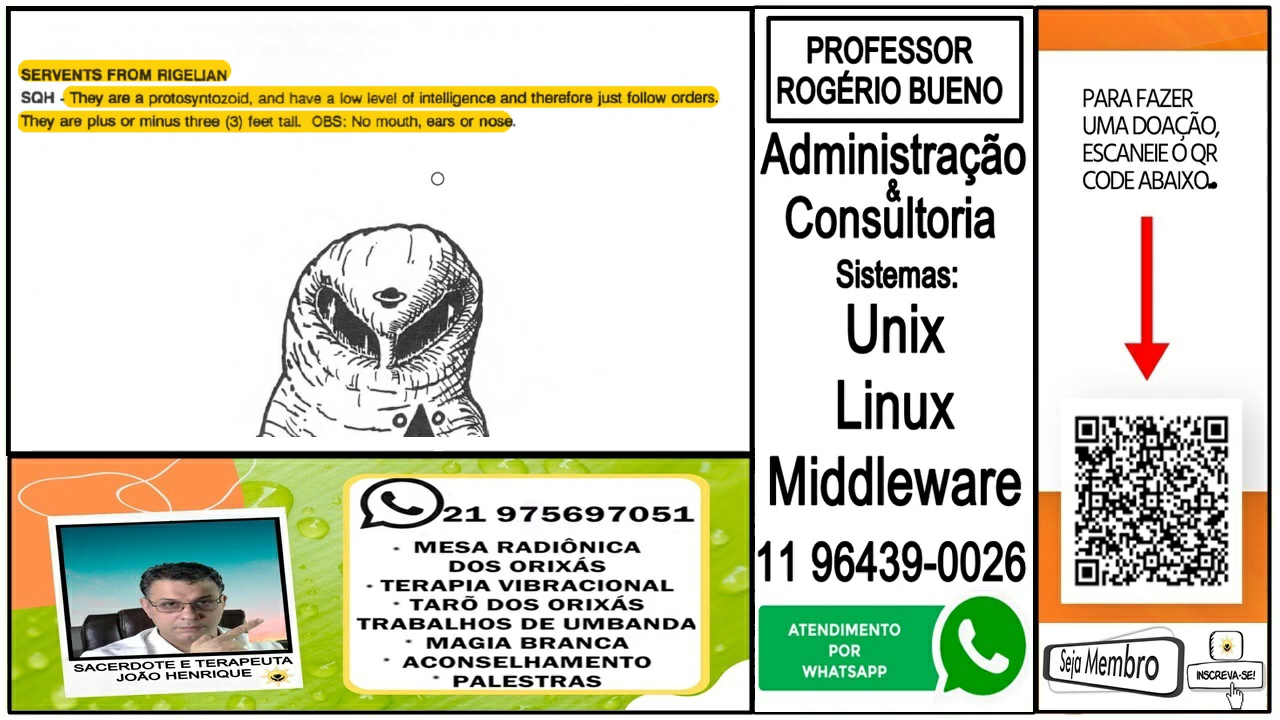 SERVENTS FROM RIGELIAN
SQH - They are a protosyntozoid, and have a low level of intelligence and therefore just follow orders.
They are plus or minus three (3) feet tall. OBS: No mouth, ears or nose.
PROFESSOR
ROGÉRIO BUENO
Administração
&
Consultoria
Sistemas:
Unix
Linux
Middleware
11 96439-0026
ATENDIMENTO
POR
WHATSAPP
PARA FAZER
UMA DOAÇÃO,
ESCANEIE O QR
CODE ABAIXO.
Seja Membro
INSCREVA-SE!
SACERDOTE E TERAPEUTA
JOÃO HENRIQUE
21 975697051
· MESA RADIÔNICA
DOS ORIXÁS
· TERAPIA VIBRACIONAL
· TARÕ DOS ORIXÁS
TRABALHOS DE UMBANDA
· MAGIA BRANCA
· ACONSELHAMENTO
· PALESTRAS